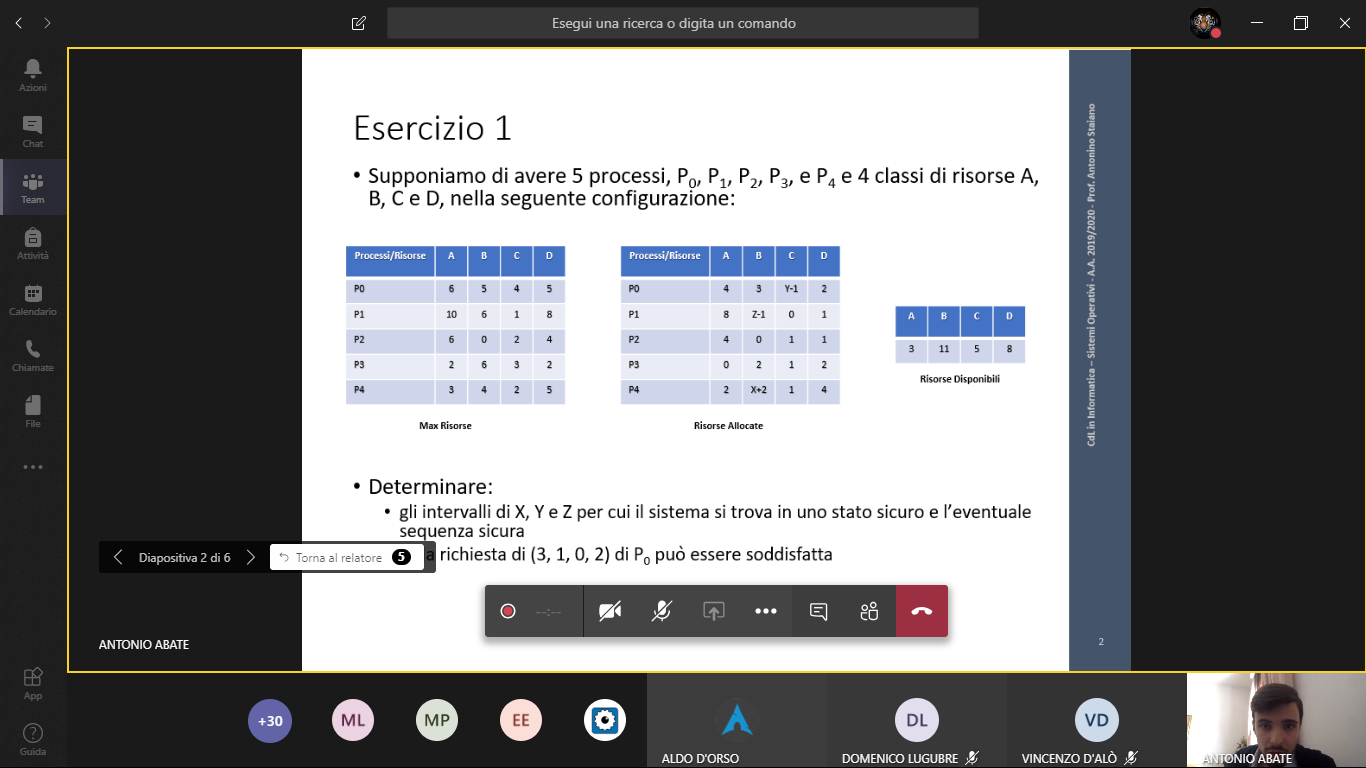 Esegui una ricerca o digita un comando
Azioni
Chat
Team
Attività
Calendario
Chiamate
File
App
Guida
Esercizio 1
• Supponiamo di avere 5 processi, P0, P1, P2, P3, e P4 e 4 classi di risorse A,
B, C e D, nella seguente configurazione:
Processi/Risorse A B C D
P0 6 5 4 5
P1 10 6 1 8
P2 6 0 2 4
P3 2 6 3 2
P4 3 4 2 5
Max Risorse
Processi/Risorse A B C D
P0 4 3 Y-1 2
P1 8 Z-1 0 1
P2 4 0 1 1
P3 0 2 1 2
P4 2 X+2 1 4
Risorse Allocate
A B C D
3 11 5 8
Risorse Disponibili
• Determinare:
• gli intervalli di X, Y e Z per cui il sistema si trova in uno stato sicuro e l'eventuale
sequenza sicura
a richiesta di (3, 1, 0, 2) di P0 può essere soddisfatta
CdL in Informatica – Sistemi Operativi - A.A. 2019/2020 - Prof. Antonino Staiano
2
Diapositiva 2 di 6
Torna al relatore 5
--:--
ANTONIO ABATE
+30
ML
MP
EE
ALDO D'ORSO
DL
DOMENICO LUGUBRE
VD
VINCENZO D'ALÒ
ANTONIO ABATE